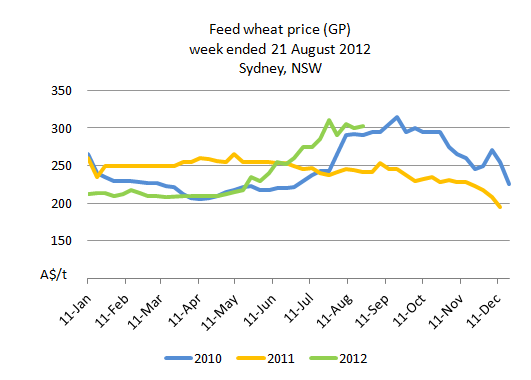 Feed wheat price (GP)
week ended 21 August 2012
Sydney, NSW
350
300
250
200
150
A$/t
11-Jan 11-Feb 11-Mar 11-Apr 11-May 11-Jun 11-Jul 11-Aug 11-Sep 11-Oct 11-Nov 11-Dec
2010 2011 2012